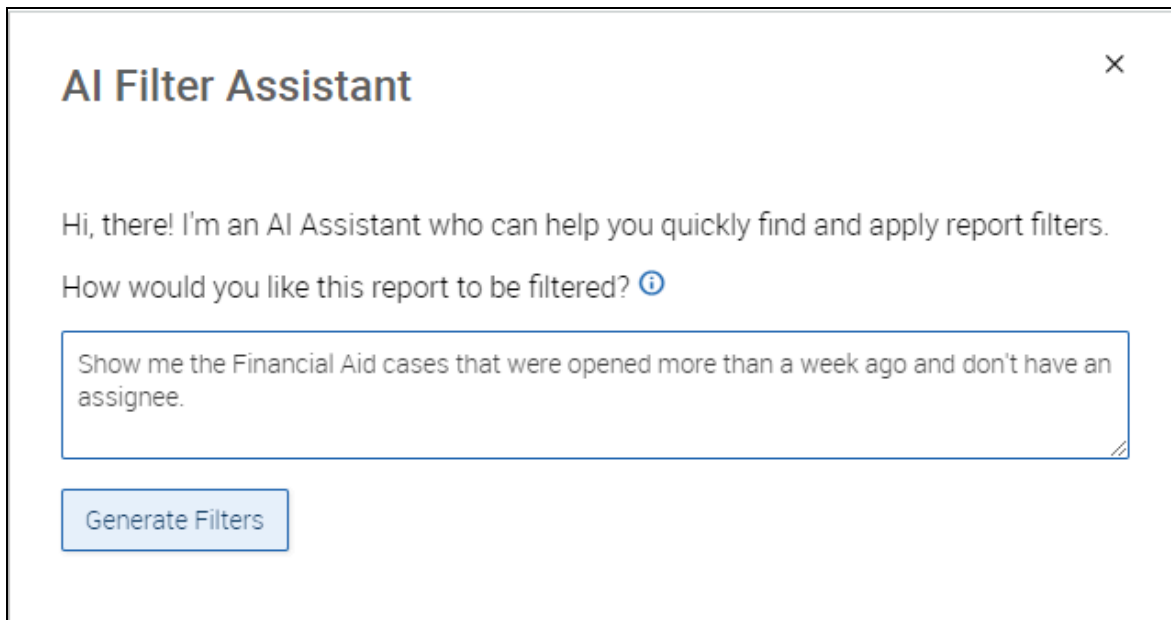 AI Filter Assistant
Hi, there! I'm an AI Assistant who can help you quickly find and apply report filters.
How would you like this report to be filtered?
Show me the Financial Aid cases that were opened more than a week ago and don't have an
assignee.
Generate Filters